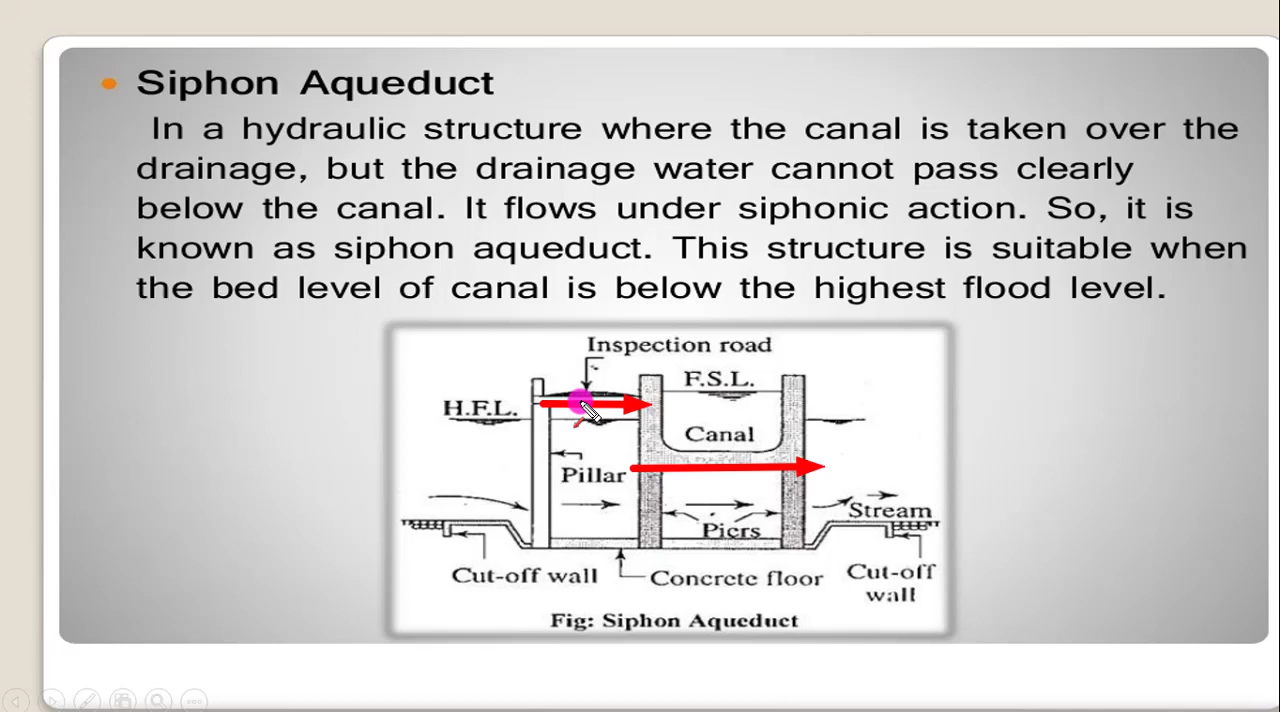 Siphon Aqueduct
In a hydraulic structure where the canal is taken over the
drainage, but the drainage water cannot pass clearly
below the canal. It flows under siphonic action. So, it is
known as siphon aqueduct. This structure is suitable when
the bed level of canal is below the highest flood level.
Inspection road
F.S.L.
H.F.L.
Canal
Pillar
Stream
Piers
Cut-off wall
Concrete floor
Cut-off
wall
Fig: Siphon Aqueduct